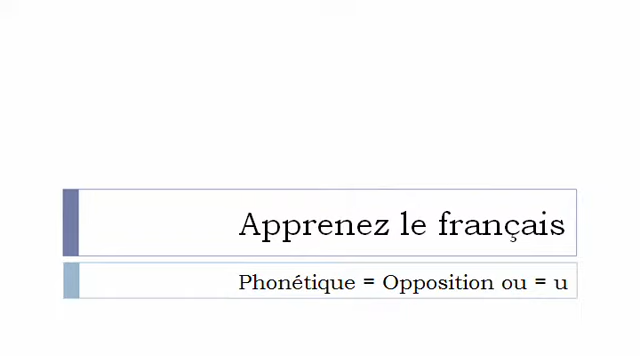 Apprenez le français
Phonétique = Opposition ou = u